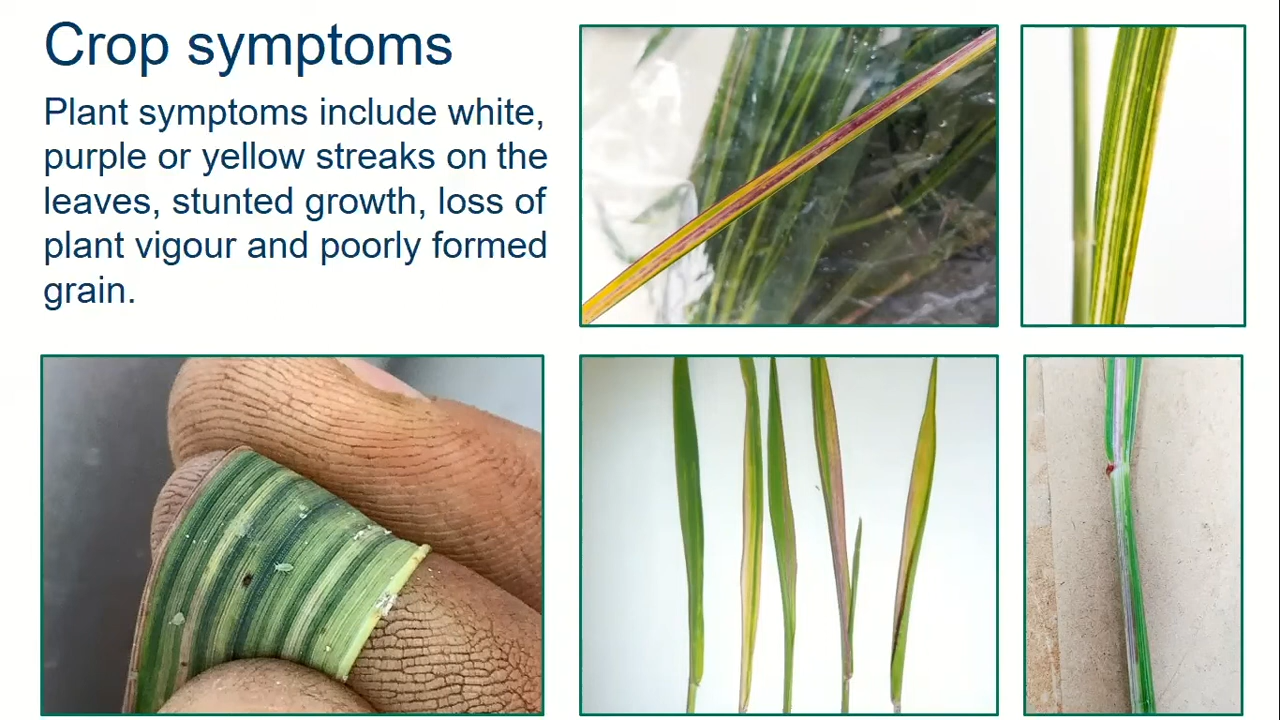 Crop symptoms
Plant symptoms include white,
purple or yellow streaks on the
leaves, stunted growth, loss of
plant vigour and poorly formed
grain.